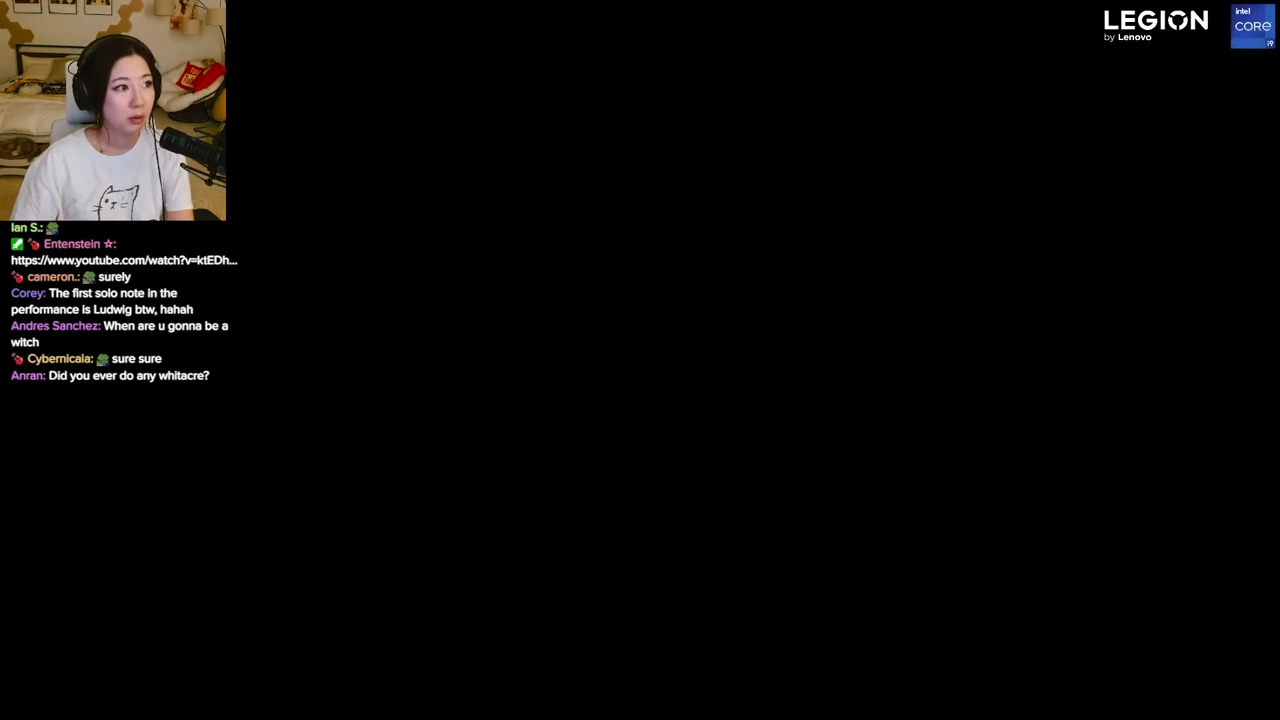 LEGION
by Lenovo
intel
CORE
i9
Ian S.:
Entenstein ☆:
https://www.youtube.com/watch?v=ktEDh...
cameron.: surely
Corey: The first solo note in the
performance is Ludwig btw, hahah
Andres Sanchez: When are u gonna be a
witch
Cybernicala: sure sure
Anran: Did you ever do any whitacre?